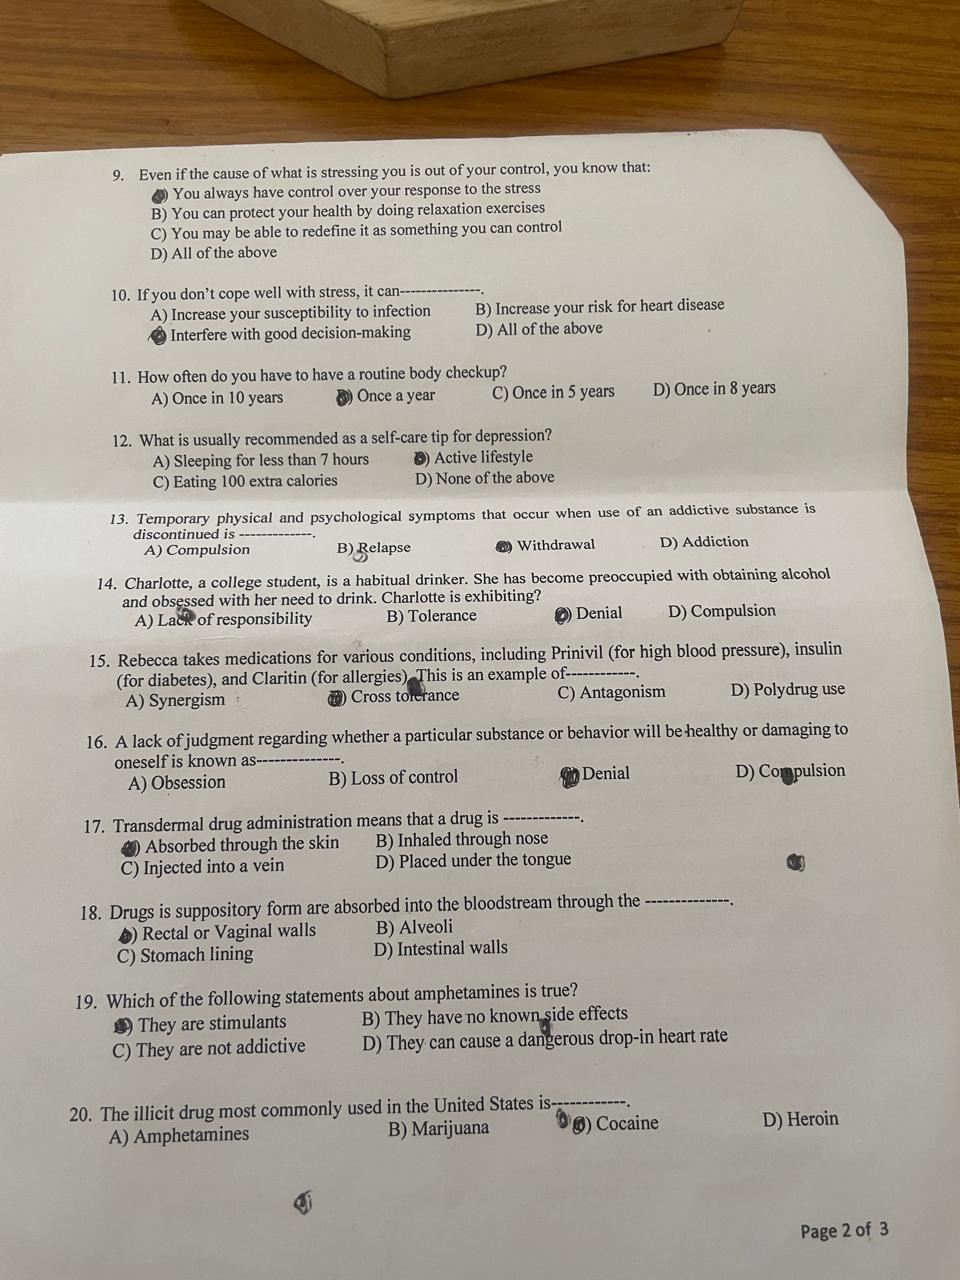 9. Even if the cause of what is stressing you is out of your control, you know that:
You always have control over your response to the stress
B) You can protect your health by doing relaxation exercises
C) You may be able to redefine it as something you can control
D) All of the above
10. If you don't cope well with stress, it can---------------.
A) Increase your susceptibility to infection B) Increase your risk for heart disease
Interfere with good decision-making D) All of the above
11. How often do you have to have a routine body checkup?
A) Once in 10 years B) Once a year C) Once in 5 years D) Once in 8 years
12. What is usually recommended as a self-care tip for depression?
A) Sleeping for less than 7 hours B) Active lifestyle
C) Eating 100 extra calories D) None of the above
13. Temporary physical and psychological symptoms that occur when use of an addictive substance is
discontinued is -------------.
A) Compulsion B) Relapse ) Withdrawal D) Addiction
14. Charlotte, a college student, is a habitual drinker. She has become preoccupied with obtaining alcohol
and obsessed with her need to drink. Charlotte is exhibiting?
A) Lack of responsibility B) Tolerance ) Denial D) Compulsion
15. Rebecca takes medications for various conditions, including Prinivil (for high blood pressure), insulin
(for diabetes), and Claritin (for allergies) This is an example of------------.
A) Synergism ) Cross tolerance C) Antagonism D) Polydrug use
16. A lack of judgment regarding whether a particular substance or behavior will be healthy or damaging to
oneself is known as--------------.
A) Obsession B) Loss of control ) Denial D) Compulsion
17. Transdermal drug administration means that a drug is -------------.
) Absorbed through the skin B) Inhaled through nose
C) Injected into a vein D) Placed under the tongue
18. Drugs is suppository form are absorbed into the bloodstream through the --------------.
) Rectal or Vaginal walls B) Alveoli
C) Stomach lining D) Intestinal walls
19. Which of the following statements about amphetamines is true?
) They are stimulants B) They have no known side effects
C) They are not addictive D) They can cause a dangerous drop-in heart rate
20. The illicit drug most commonly used in the United States is------------.
A) Amphetamines B) Marijuana ) Cocaine D) Heroin
Page 2 of 3